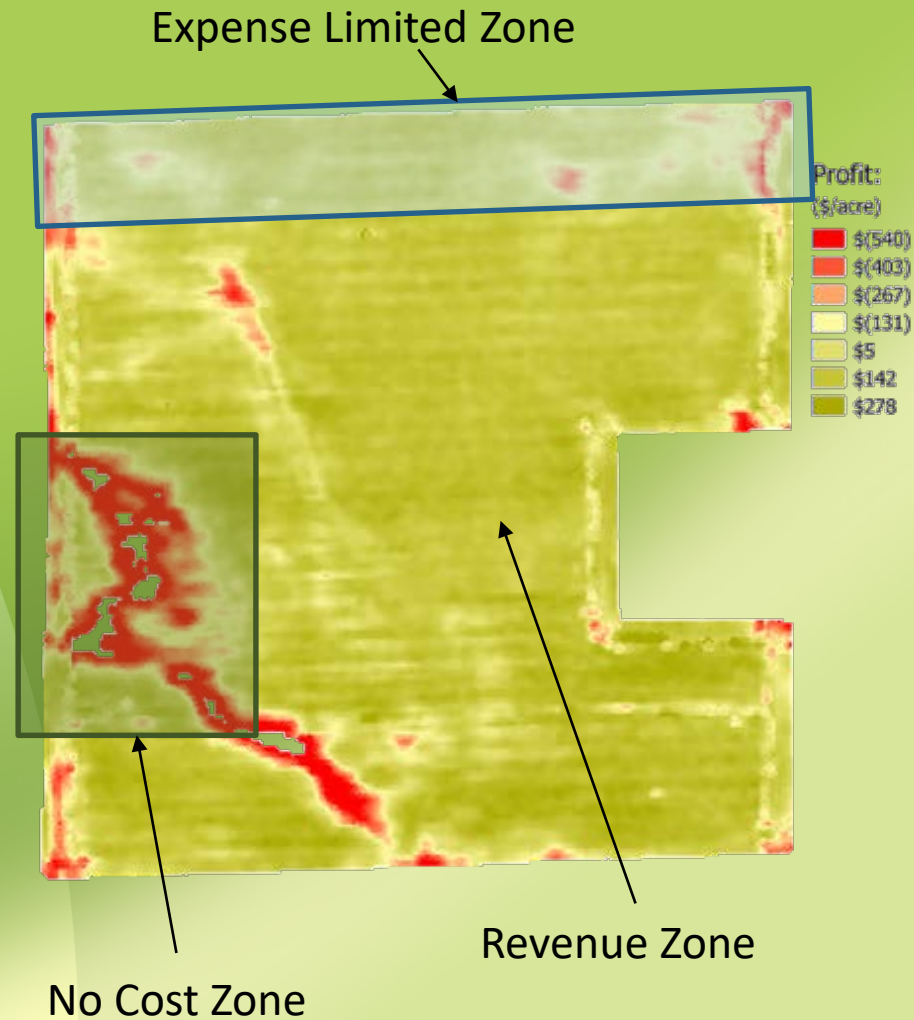 Expense Limited Zone
Profit:
($/acre)
$(540)
$(403)
$(267)
$(131)
$5
$142
$278
Revenue Zone
No Cost Zone